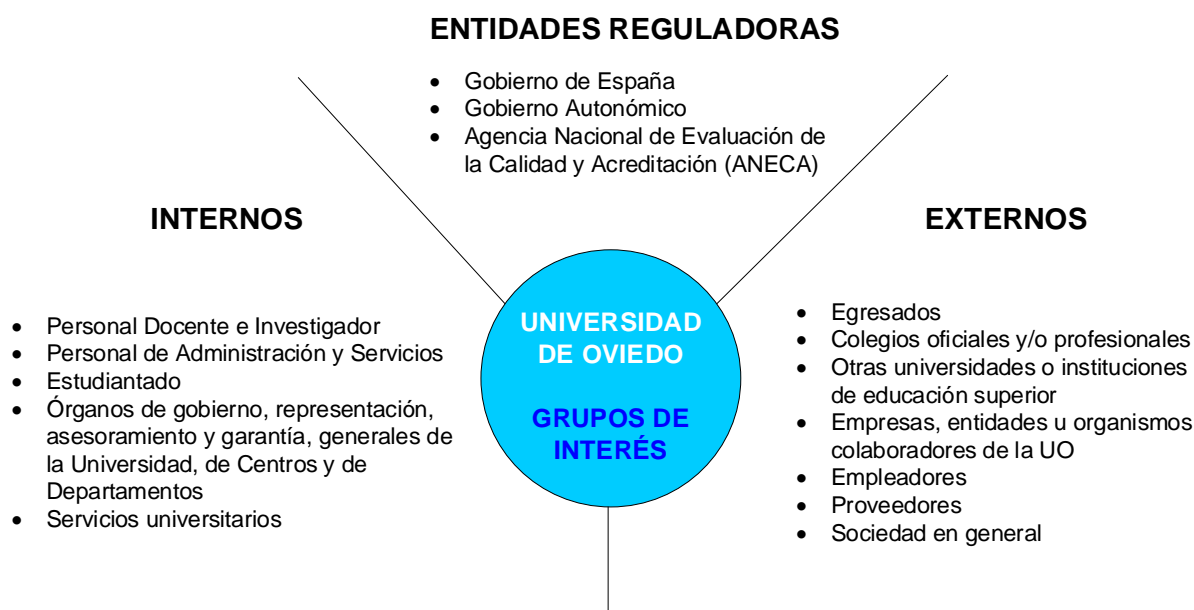 ENTIDADES REGULADORAS
• Gobierno de España
• Gobierno Autonómico
• Agencia Nacional de Evaluación de
la Calidad y Acreditación (ANECA)
INTERNOS
• Personal Docente e Investigador
• Personal de Administración y Servicios
• Estudiantado
• Órganos de gobierno, representación,
asesoramiento y garantía, generales de
la Universidad, de Centros y de
Departamentos
• Servicios universitarios
UNIVERSIDAD
DE OVIEDO
GRUPOS DE
INTERÉS
EXTERNOS
• Egresados
• Colegios oficiales y/o profesionales
• Otras universidades o instituciones
de educación superior
• Empresas, entidades u organismos
colaboradores de la UO
• Empleadores
• Proveedores
• Sociedad en general